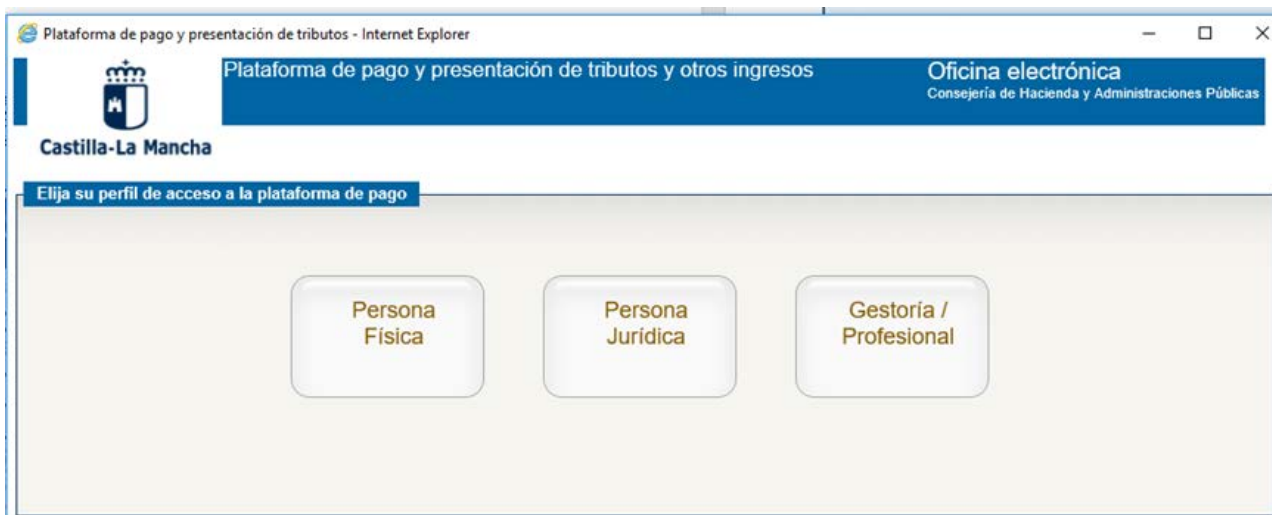 Plataforma de pago y presentación de tributos - Internet Explorer
Plataforma de pago y presentación de tributos y otros ingresos
Oficina electrónica
Consejería de Hacienda y Administraciones Públicas
Castilla-La Mancha
Elija su perfil de acceso a la plataforma de pago
Persona
Física
Persona
Jurídica
Gestoría /
Profesional